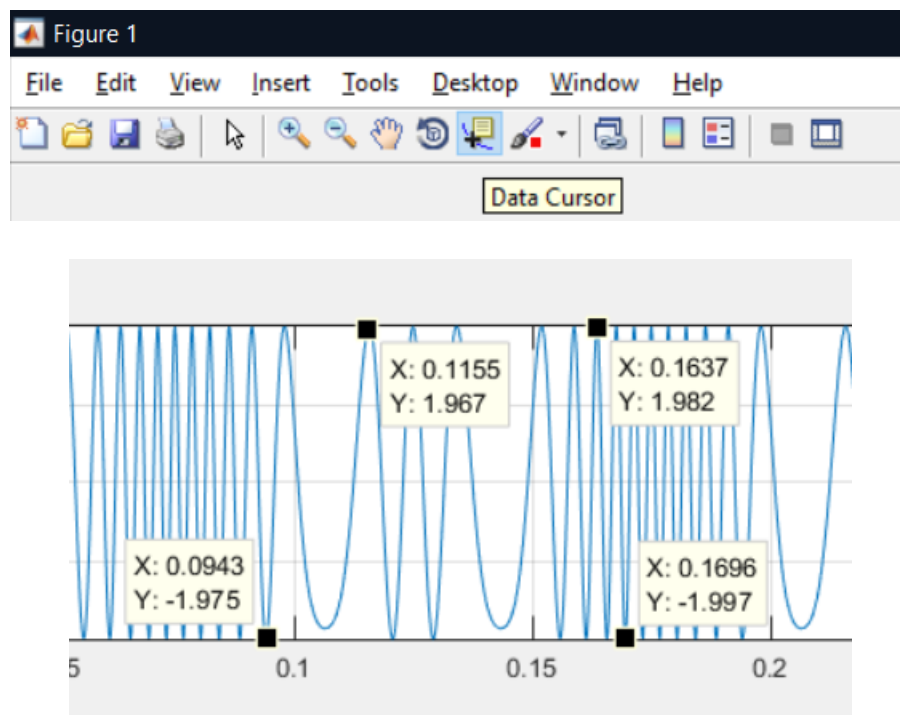 Figure 1
File Edit View Insert Tools Desktop Window Help
Data Cursor
X: 0.1155
Y: 1.967
X: 0.1637
Y: 1.982
X: 0.0943
Y: -1.975
X: 0.1696
Y: -1.997
5 0.1 0.15 0.2